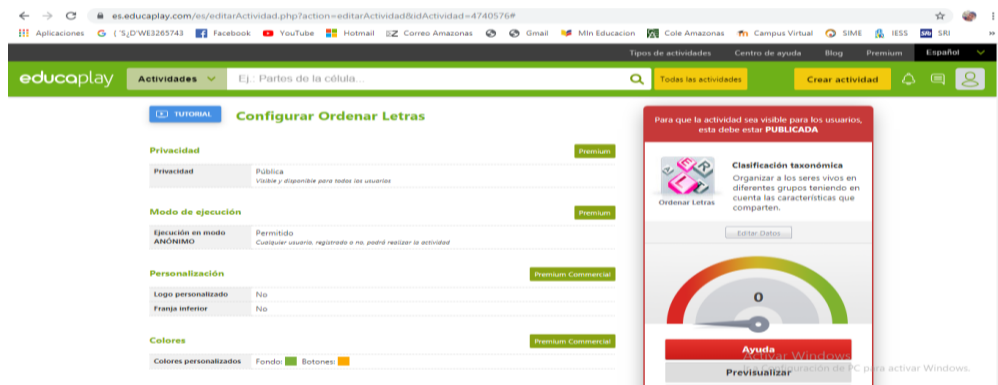 es.educaplay.com/es/editarActividad.php?action=editarActividad&idActividad=4740576#
Aplicaciones ( ˜S¿D'WE3265743 Facebook YouTube Hotmail Correo Amazonas Gmail MIn Educacion Cole Amazonas Campus Virtual SIME IESS SRI SRI »
Tipos de actividades Centro de ayuda Blog Premium Español
educaplay Actividades Ej.: Partes de la célula... Todas las actividades Crear actividad
TUTORIAL Configurar Ordenar Letras
Privacidad Premium
Privacidad Pública
Visible y disponible para todos los usuarios
Modo de ejecución Premium
Ejecución en modo ANÓNIMO Permitido
Cualquier usuario, registrado o no, podrá realizar la actividad
Personalización Premium Commercial
Logo personalizado No
Franja inferior No
Colores Premium Commercial
Colores personalizados Fondo: Botones:
Para que la actividad sea visible para los usuarios,
esta debe estar PUBLICADA
Ordenar Letras
Clasificación taxonómica
Organizar a los seres vivos en
diferentes grupos teniendo en
cuenta las características que
comparten.
Editar Datos
0
Ayuda
Previsualizar
Activar Windows
Configuración de PC para activar Windows.